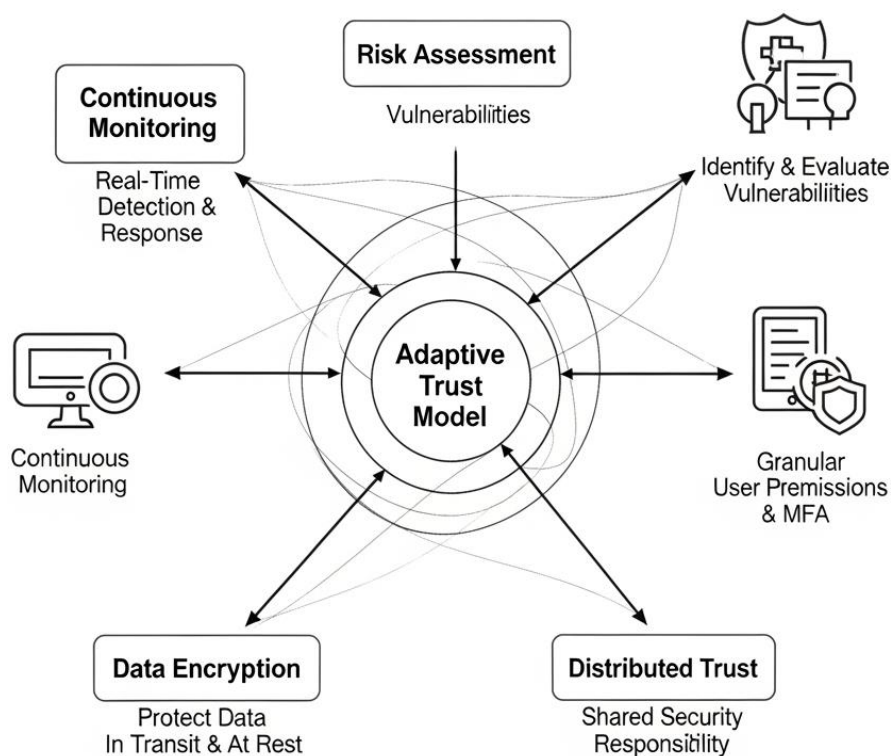 Risk Assessment
Vulnerabiliities
Continuous
Monitoring
Real-Time
Detection &
Response
Identify & Evaluate
Vulnerabiliities
Adaptive
Trust
Model
Continuous
Monitoring
Granular
User Premissions
& MFA
Data Encryption
Protect Data
In Transit & At Rest
Distributed Trust
Shared Security
Responsitility